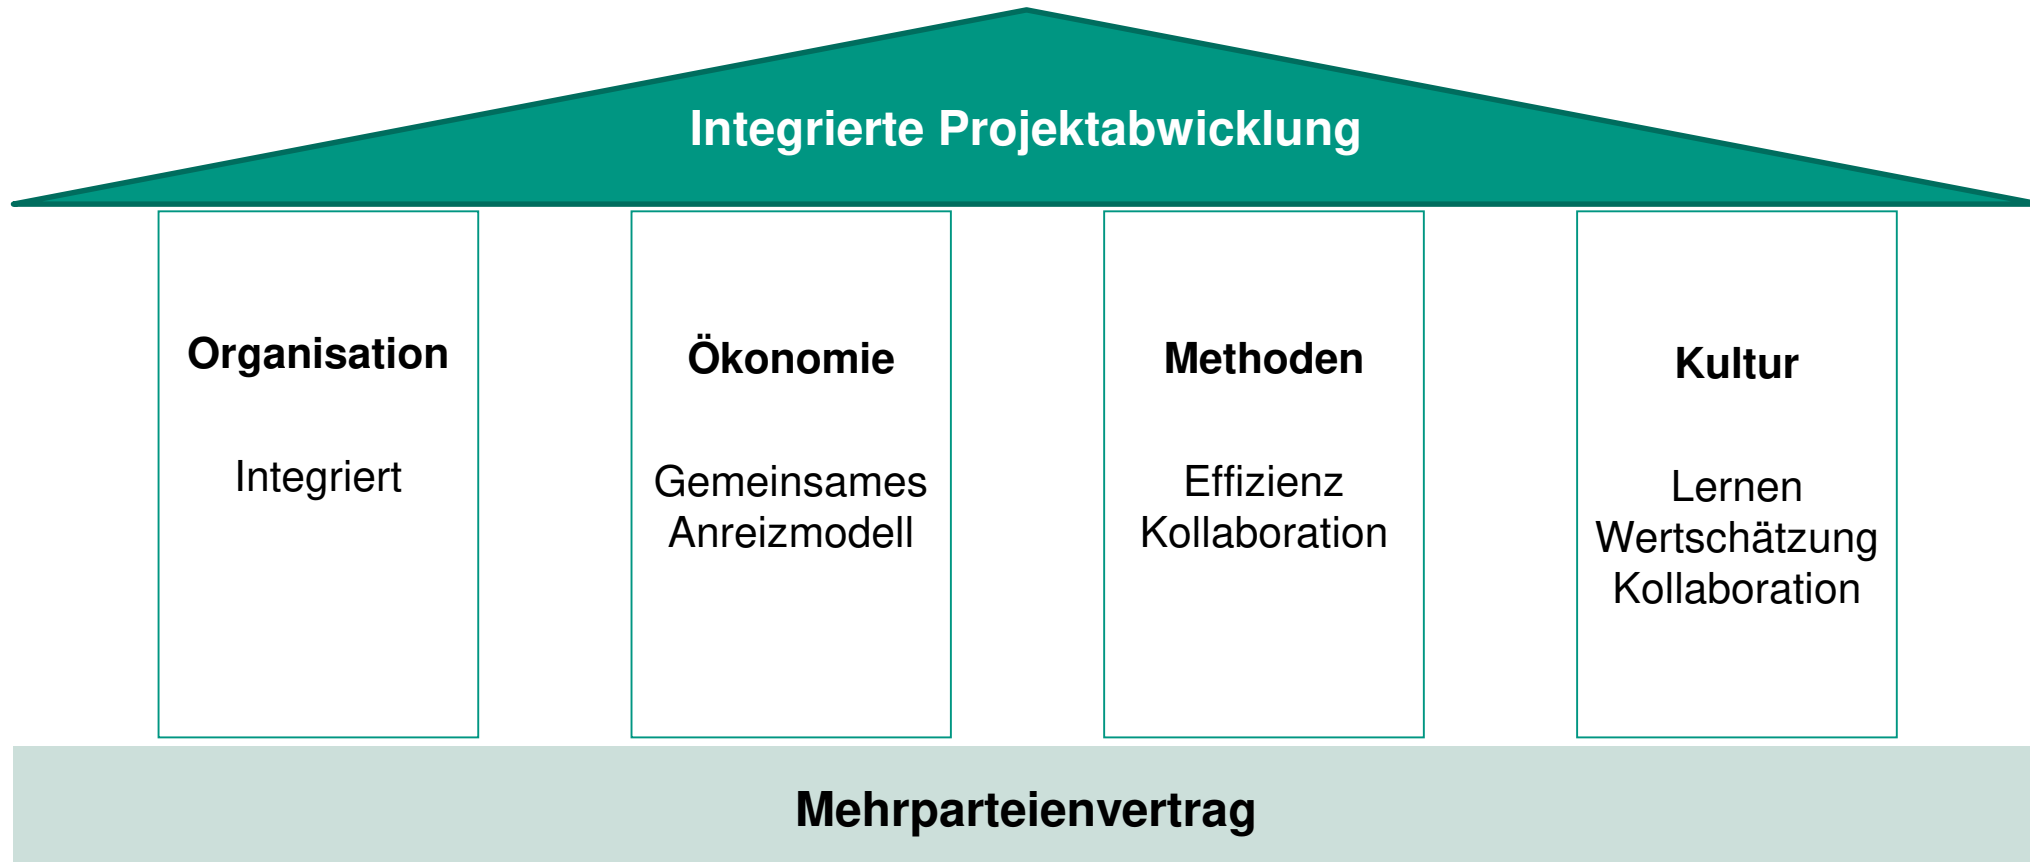 Integrierte Projektabwicklung
Organisation
Integriert
Ökonomie
Gemeinsames
Anreizmodell
Methoden
Effizienz
Kollaboration
Kultur
Lernen
Wertschätzung
Kollaboration
Mehrparteienvertrag